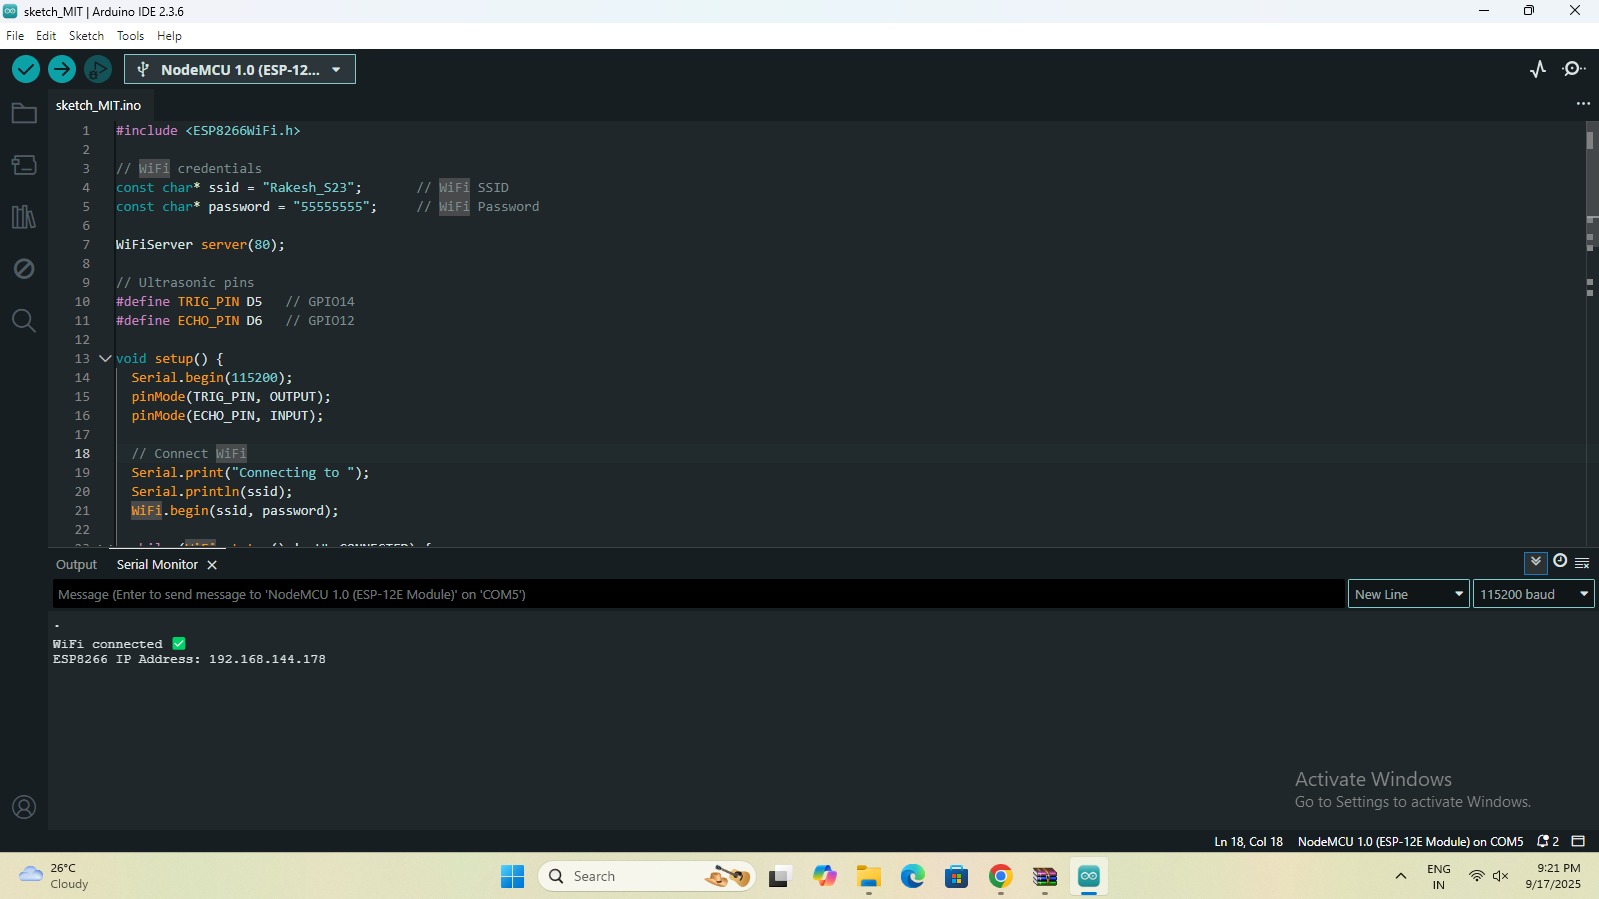 sketch_MIT | Arduino IDE 2.3.6
File Edit Sketch Tools Help
NodeMCU 1.0 (ESP-12...
sketch_MIT.ino
1 #include <ESP8266WiFi.h>
2
3 // WiFi credentials
4 const char* ssid = "Rakesh_S23"; // WiFi SSID
5 const char* password = "55555555"; // WiFi Password
6
7 WiFiServer server(80);
8
9 // Ultrasonic pins
10 #define TRIG_PIN D5 // GPIO14
11 #define ECHO_PIN D6 // GPIO12
12
13 void setup() {
14 Serial.begin(115200);
15 pinMode(TRIG_PIN, OUTPUT);
16 pinMode(ECHO_PIN, INPUT);
17
18 // Connect WiFi
19 Serial.print("Connecting to ");
20 Serial.println(ssid);
21 WiFi.begin(ssid, password);
22
Output Serial Monitor
Message (Enter to send message to 'NodeMCU 1.0 (ESP-12E Module)' on 'COM5')
New Line
115200 baud
.
WiFi connected ✅
ESP8266 IP Address: 192.168.144.178
Activate Windows
Go to Settings to activate Windows.
Ln 18, Col 18 NodeMCU 1.0 (ESP-12E Module) on COM5 2
26°C
Cloudy
Search
ENG
IN
9:21 PM
9/17/2025